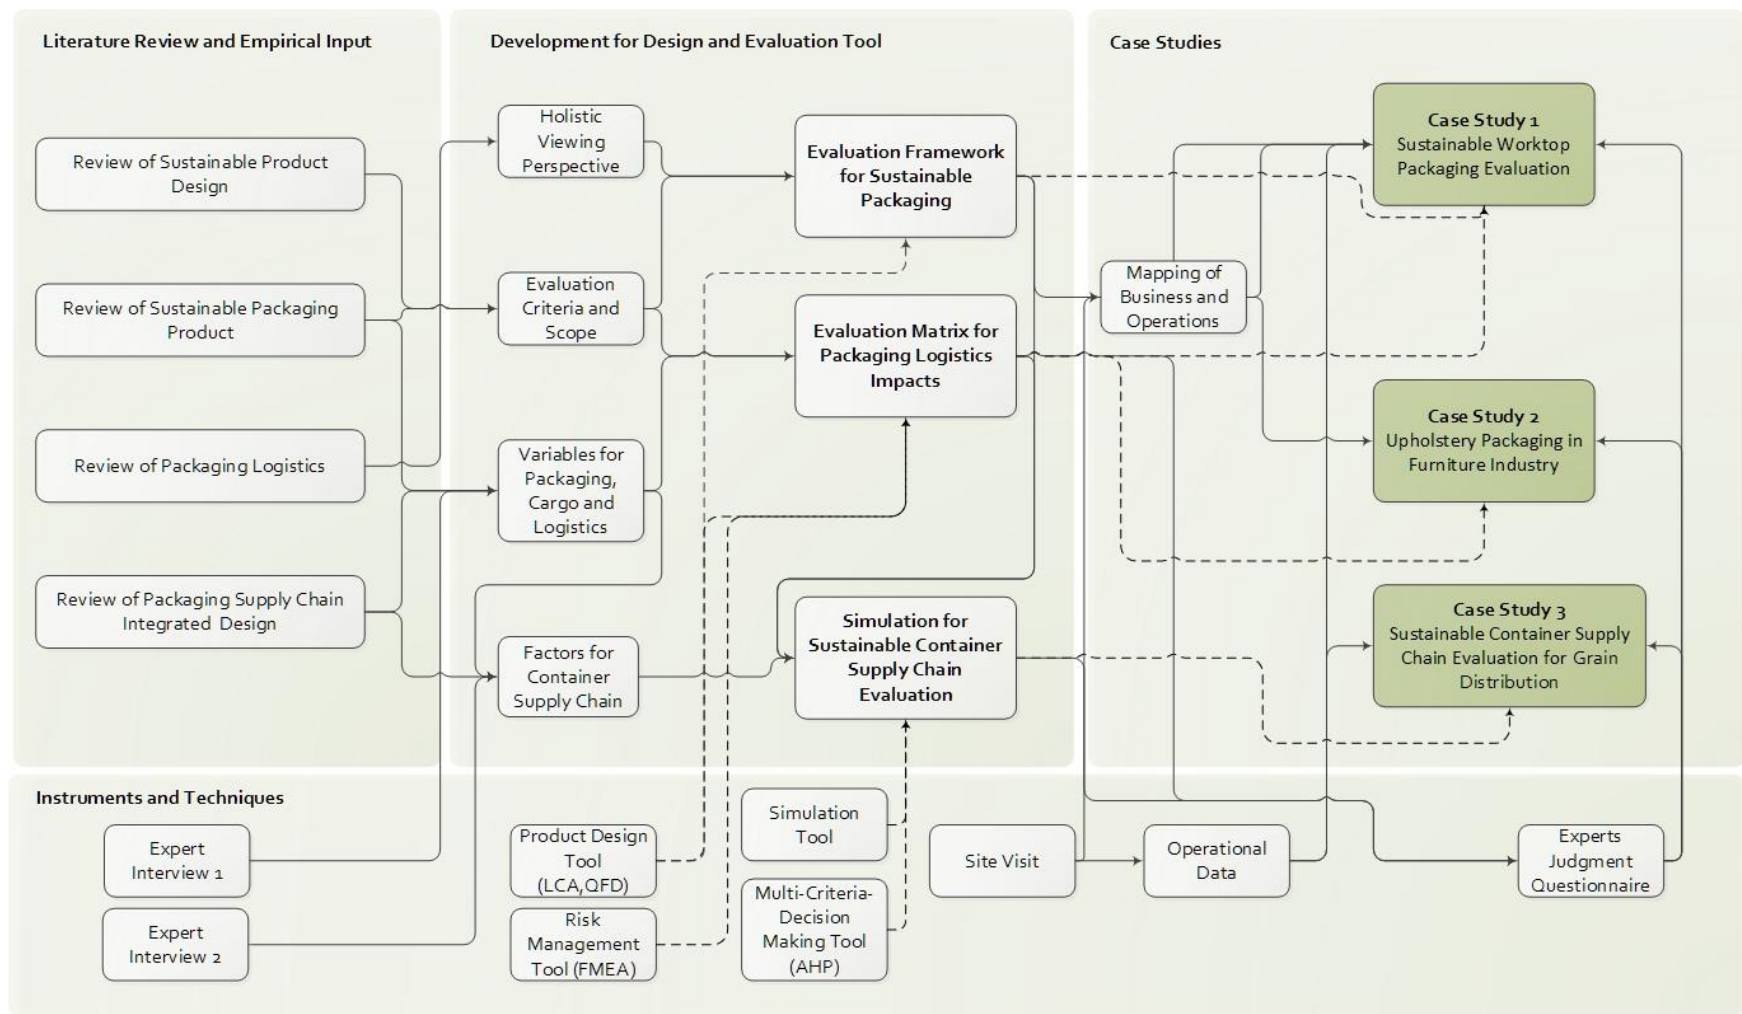 Literature Review and Empirical Input
Review of Sustainable Product
Design
Review of Sustainable Packaging
Product
Review of Packaging Logistics
Review of Packaging Supply Chain
Integrated Design
Development for Design and Evaluation Tool
Holistic
Viewing
Perspective
Evaluation
Criteria and
Scope
Variables for
Packaging,
Cargo and
Logistics
Factors for
Container
Supply Chain
Evaluation Framework
for Sustainable
Packaging
Evaluation Matrix for
Packaging Logistics
Impacts
Simulation for
Sustainable Container
Supply Chain
Evaluation
Case Studies
Mapping of
Business and
Operations
Case Study 1
Sustainable Worktop
Packaging Evaluation
Case Study 2
Upholstery Packaging in
Furniture Industry
Case Study 3
Sustainable Container Supply
Chain Evaluation for Grain
Distribution
Instruments and Techniques
Expert
Interview 1
Expert
Interview 2
Product Design
Tool
(LCA,QFD)
Risk
Management
Tool (FMEA)
Simulation
Tool
Multi-Criteria-
Decision
Making Tool
(AHP)
Site Visit
Operational
Data
Experts
Judgment
Questionnaire